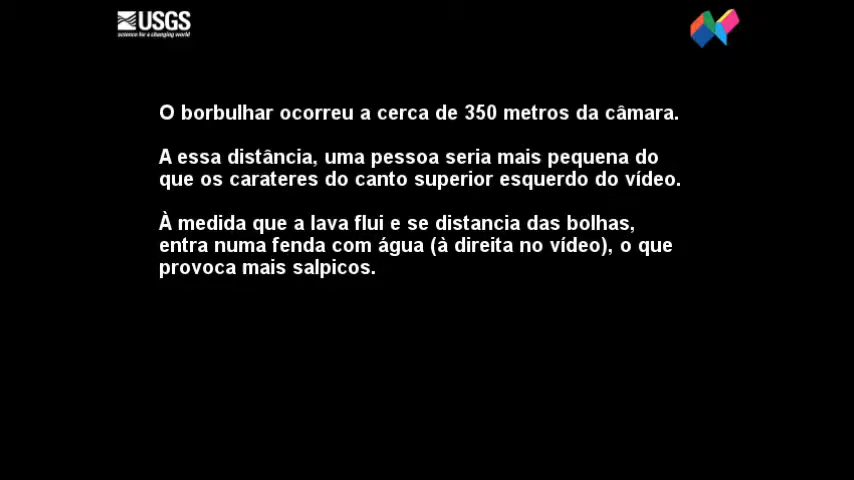 USGS
science for a changing world
O borbulhar ocorreu a cerca de 350 metros da câmara.
A essa distância, uma pessoa seria mais pequena do
que os carateres do canto superior esquerdo do vídeo.
À medida que a lava flui e se distancia das bolhas,
entra numa fenda com água (à direita no vídeo), o que
provoca mais salpicos.